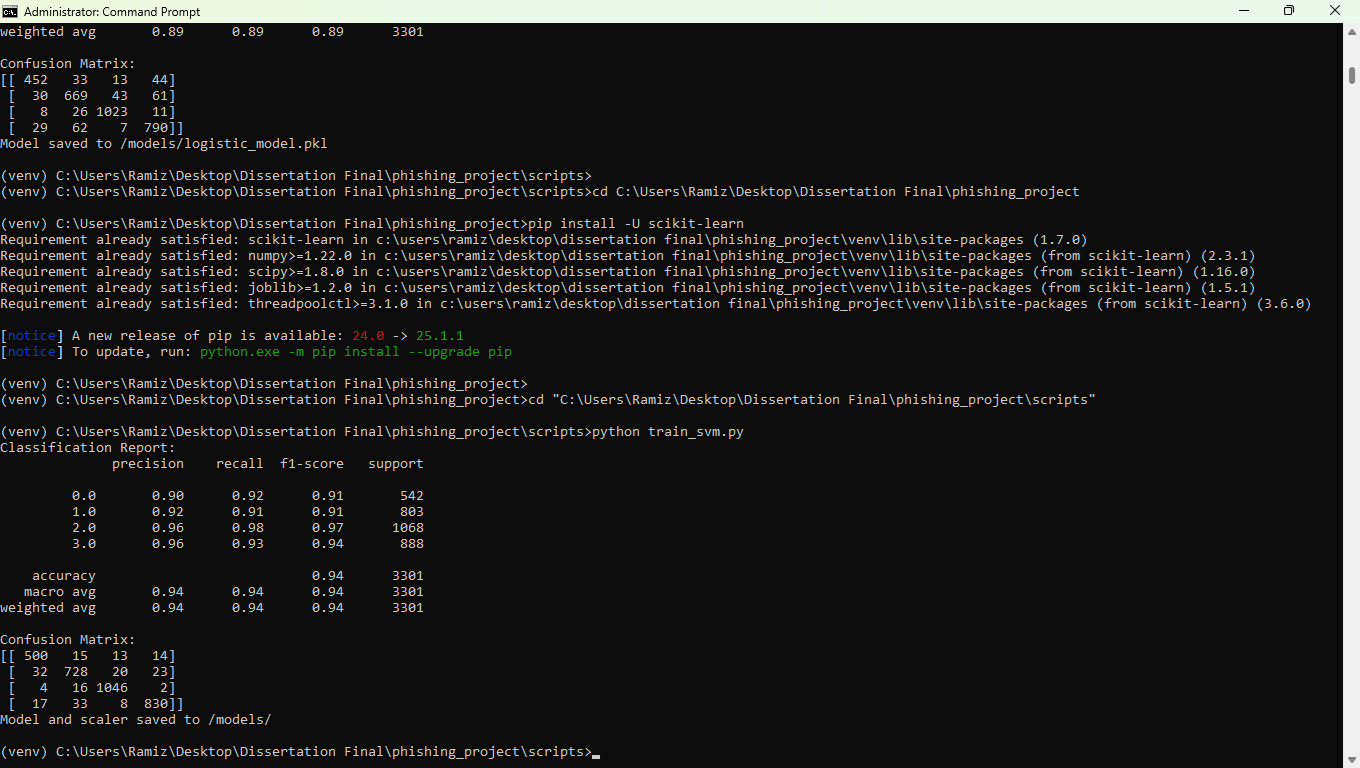 Administrator: Command Prompt
weighted avg       0.89      0.89      0.89      3301
Confusion Matrix:
[[ 452   33   13   44]
 [  30  669   43   61]
 [   8   26 1023   11]
 [  29   62    7  790]]
Model saved to /models/logistic_model.pkl
(venv) C:\Users\Ramiz\Desktop\Dissertation Final\phishing_project\scripts>
(venv) C:\Users\Ramiz\Desktop\Dissertation Final\phishing_project\scripts>cd C:\Users\Ramiz\Desktop\Dissertation Final\phishing_project
(venv) C:\Users\Ramiz\Desktop\Dissertation Final\phishing_project>pip install -U scikit-learn
Requirement already satisfied: scikit-learn in c:\users\ramiz\desktop\dissertation final\phishing_project\venv\lib\site-packages (1.7.0)
Requirement already satisfied: numpy>=1.22.0 in c:\users\ramiz\desktop\dissertation final\phishing_project\venv\lib\site-packages (from scikit-learn) (2.3.1)
Requirement already satisfied: scipy>=1.8.0 in c:\users\ramiz\desktop\dissertation final\phishing_project\venv\lib\site-packages (from scikit-learn) (1.16.0)
Requirement already satisfied: joblib>=1.2.0 in c:\users\ramiz\desktop\dissertation final\phishing_project\venv\lib\site-packages (from scikit-learn) (1.5.1)
Requirement already satisfied: threadpoolctl>=3.1.0 in c:\users\ramiz\desktop\dissertation final\phishing_project\venv\lib\site-packages (from scikit-learn) (3.6.0)
[notice] A new release of pip is available: 24.0 -> 25.1.1
[notice] To update, run: python.exe -m pip install --upgrade pip
(venv) C:\Users\Ramiz\Desktop\Dissertation Final\phishing_project>
(venv) C:\Users\Ramiz\Desktop\Dissertation Final\phishing_project>cd "C:\Users\Ramiz\Desktop\Dissertation Final\phishing_project\scripts"
(venv) C:\Users\Ramiz\Desktop\Dissertation Final\phishing_project\scripts>python train_svm.py
Classification Report:
              precision    recall  f1-score   support
         0.0       0.90      0.92      0.91       542
         1.0       0.92      0.91      0.91       803
         2.0       0.96      0.98      0.97      1068
         3.0       0.96      0.93      0.94       888
    accuracy                           0.94      3301
   macro avg       0.94      0.94      0.94      3301
weighted avg       0.94      0.94      0.94      3301
Confusion Matrix:
[[ 500   15   13   14]
 [  32  728   20   23]
 [   4   16 1046    2]
 [  17   33    8  830]]
Model and scaler saved to /models/
(venv) C:\Users\Ramiz\Desktop\Dissertation Final\phishing_project\scripts>